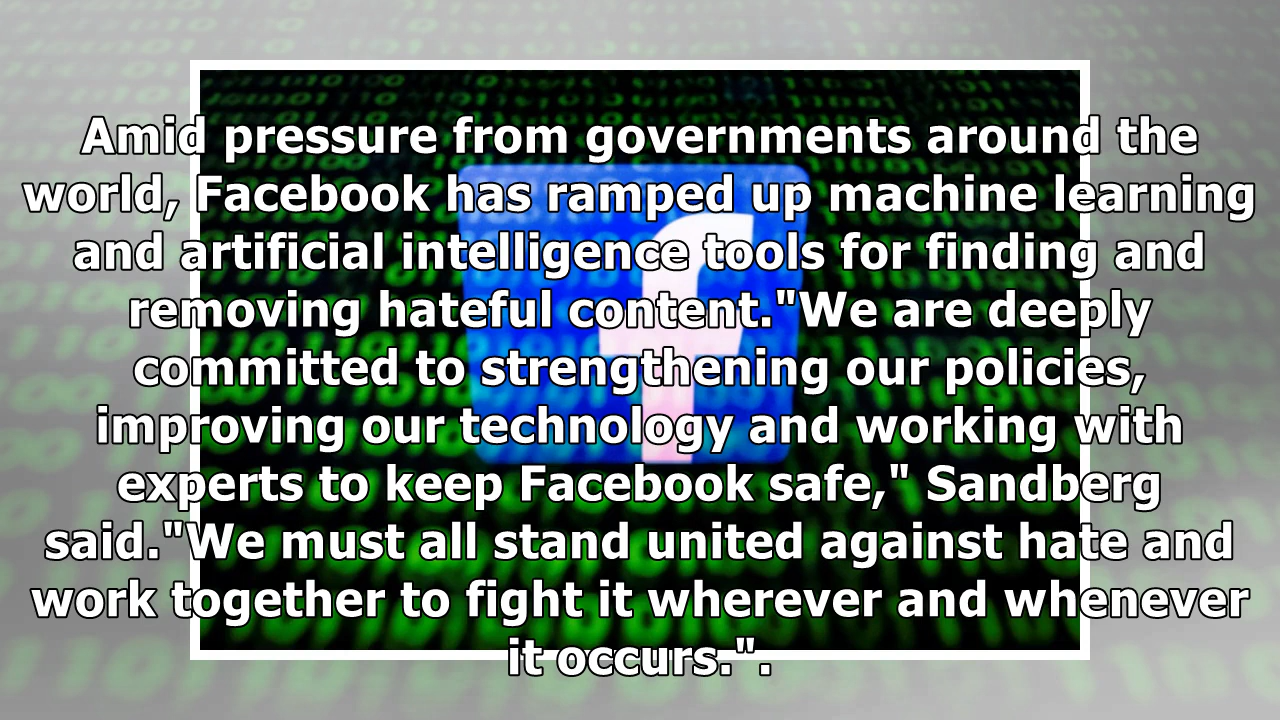 Amid pressure from governments around the
world, Facebook has ramped up machine learning
and artificial intelligence tools for finding and
removing hateful content."We are deeply
committed to strengthening our policies,
improving our technology and working with
experts to keep Facebook safe," Sandberg
said."We must all stand united against hate and
work together to fight it wherever and whenever
it occurs.".